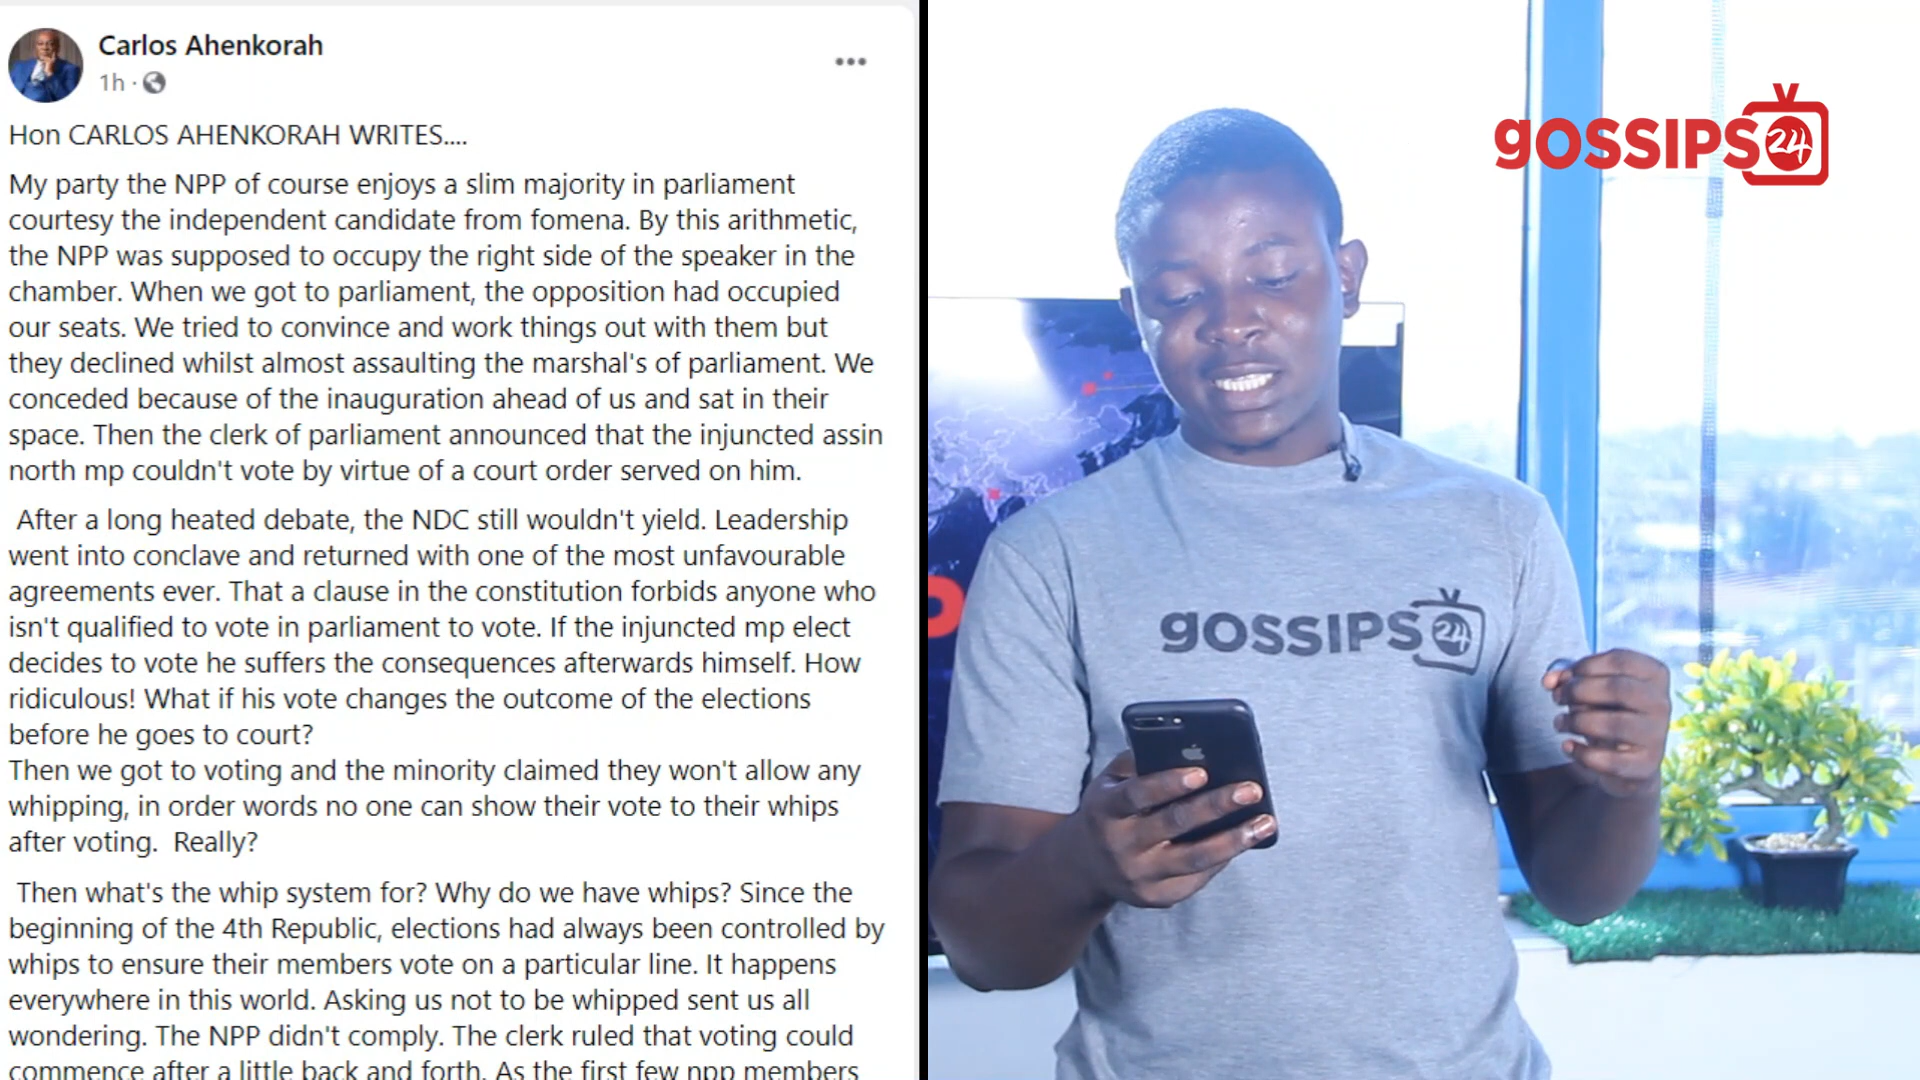 Carlos Ahenkorah
1h ·
Hon CARLOS AHENKORAH WRITES....
My party the NPP of course enjoys a slim majority in parliament
courtesy the independent candidate from fomena. By this arithmetic,
the NPP was supposed to occupy the right side of the speaker in the
chamber. When we got to parliament, the opposition had occupied
our seats. We tried to convince and work things out with them but
they declined whilst almost assaulting the marshal's of parliament. We
conceded because of the inauguration ahead of us and sat in their
space. Then the clerk of parliament announced that the injuncted assin
north mp couldn't vote by virtue of a court order served on him.
After a long heated debate, the NDC still wouldn't yield. Leadership
went into conclave and returned with one of the most unfavourable
agreements ever. That a clause in the constitution forbids anyone who
isn't qualified to vote in parliament to vote. If the injuncted mp elect
decides to vote he suffers the consequences afterwards himself. How
ridiculous! What if his vote changes the outcome of the elections
before he goes to court?
Then we got to voting and the minority claimed they won't allow any
whipping, in order words no one can show their vote to their whips
after voting.  Really?
Then what's the whip system for? Why do we have whips? Since the
beginning of the 4th Republic, elections had always been controlled by
whips to ensure their members vote on a particular line. It happens
everywhere in this world. Asking us not to be whipped sent us all
wondering. The NPP didn't comply. The clerk ruled that voting could
commence after a little back and forth. As the first few npp members
gOSSIPS24
gOSSIPS24